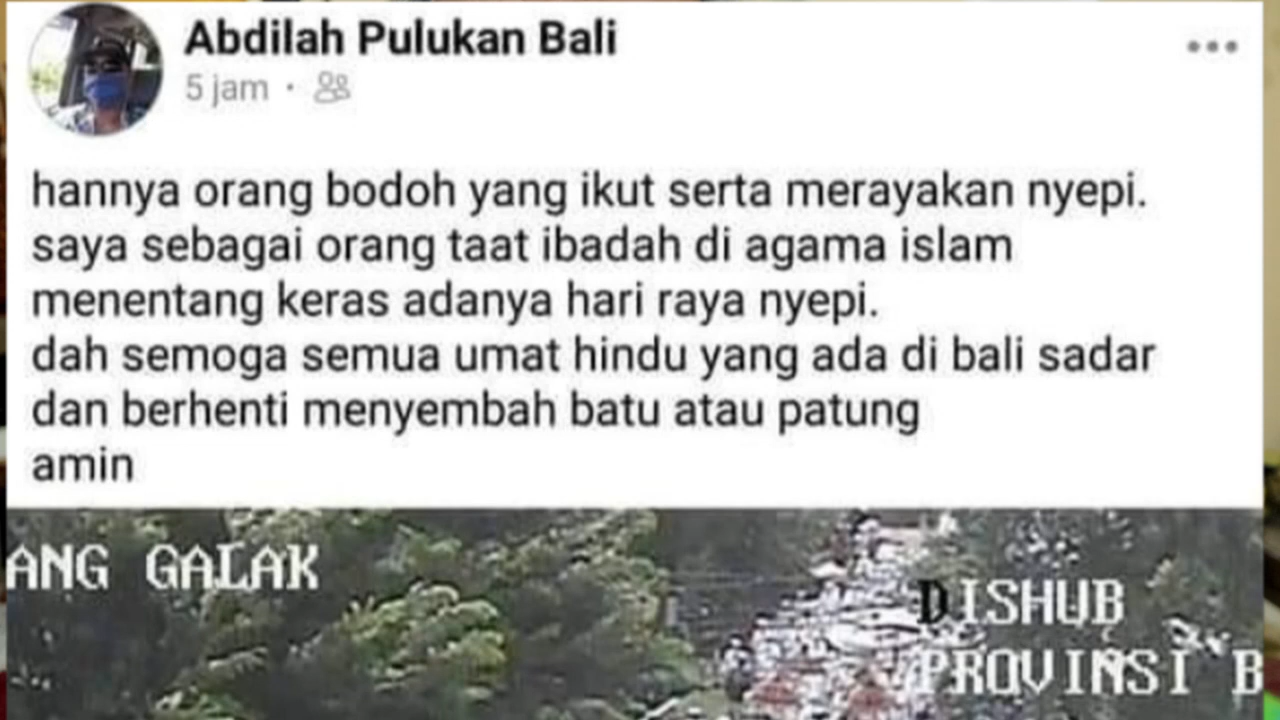 Abdilah Pulukan Bali
5 jam ·
hannya orang bodoh yang ikut serta merayakan nyepi.
saya sebagai orang taat ibadah di agama islam
menentang keras adanya hari raya nyepi.
dah semoga semua umat hindu yang ada di bali sadar
dan berhenti menyembah batu atau patung
amin
ANG GALAK
DISHUB
PROVINSI B